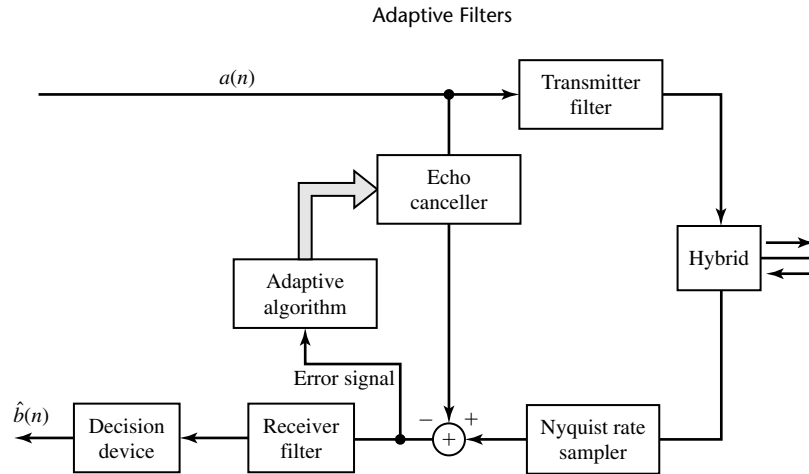 Adaptive Filters
a(n)
Transmitter
filter
Echo
canceller
Hybrid
Adaptive
algorithm
Error signal
b̂(n)
Decision
device
Receiver
filter
−
+
+
Nyquist rate
sampler